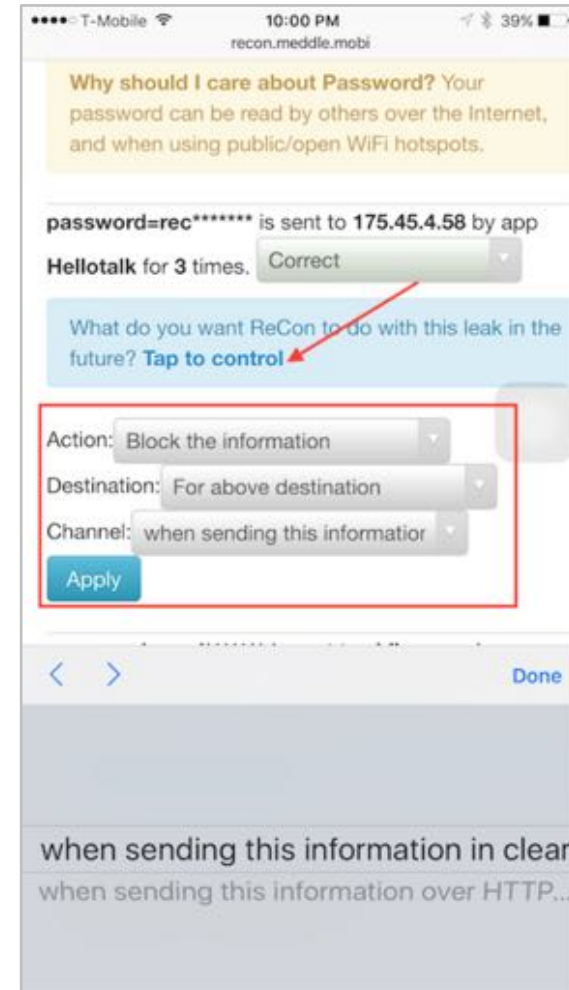 T-Mobile 10:00 PM 39%
recon.meddle.mobi
Why should I care about Password? Your
password can be read by others over the Internet,
and when using public/open WiFi hotspots.
password=rec******* is sent to 175.45.4.58 by app
Hellotalk for 3 times. Correct
What do you want ReCon to do with this leak in the
future? Tap to control
Action: Block the information
Destination: For above destination
Channel: when sending this information
Apply
Done
when sending this information in clear
when sending this information over HTTP...